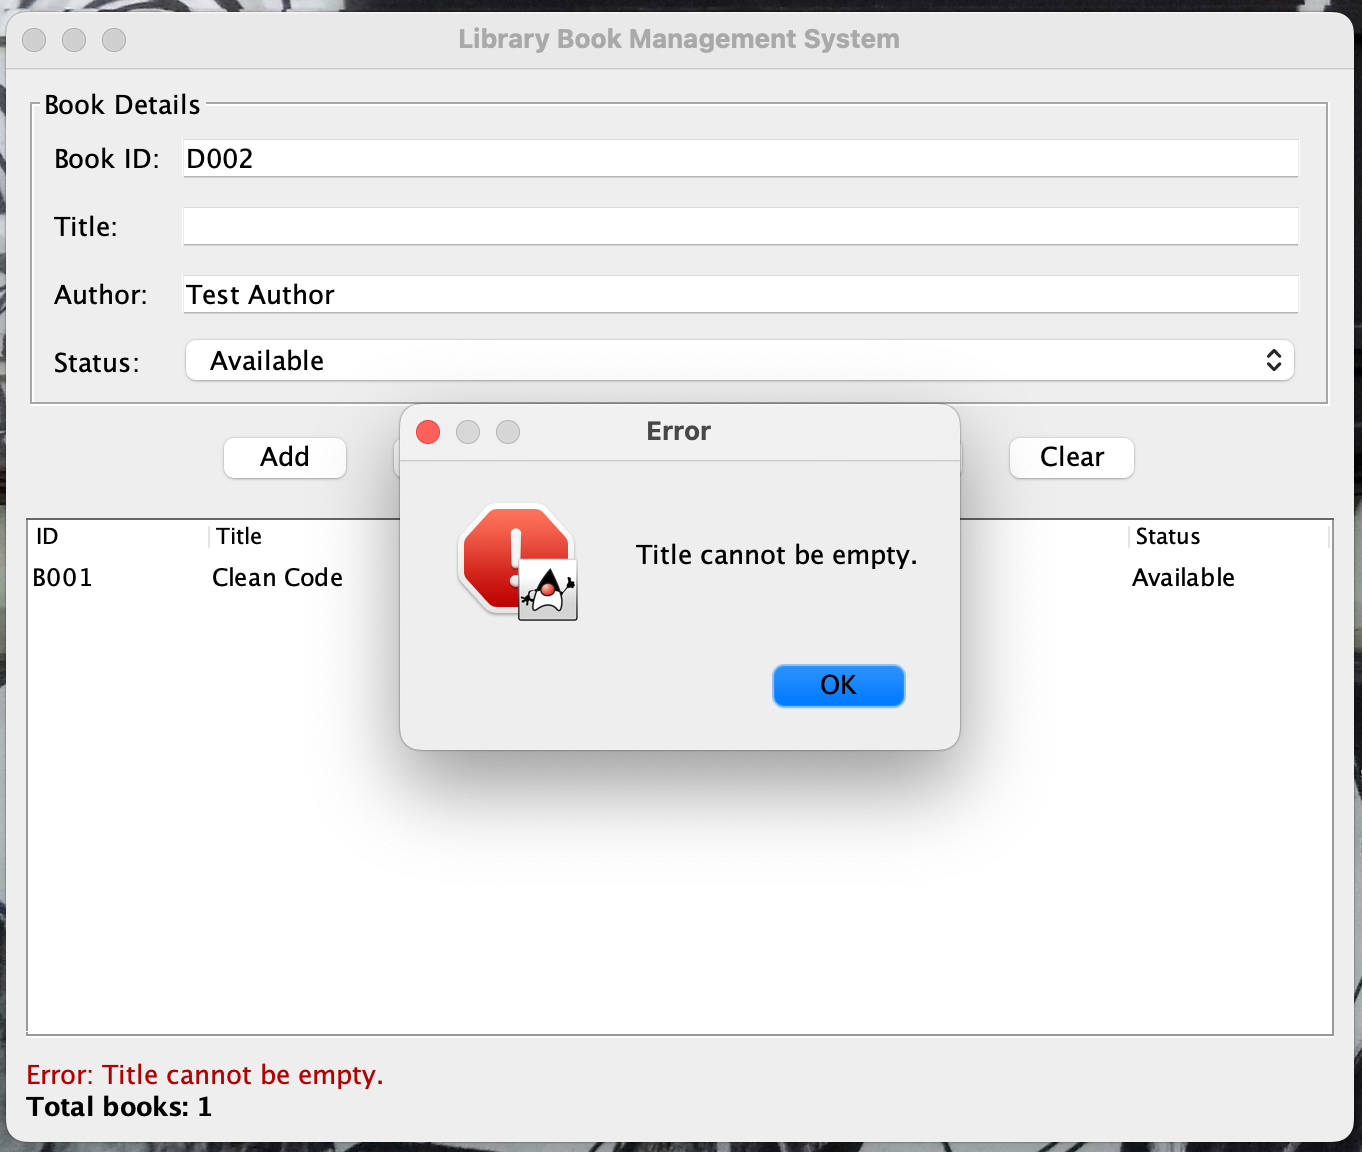 Library Book Management System
Book Details
Book ID: D002
Title:
Author: Test Author
Status: Available
Add Clear
Error
Title cannot be empty.
OK
ID Title Status
B001 Clean Code Available
Error: Title cannot be empty.
Total books: 1